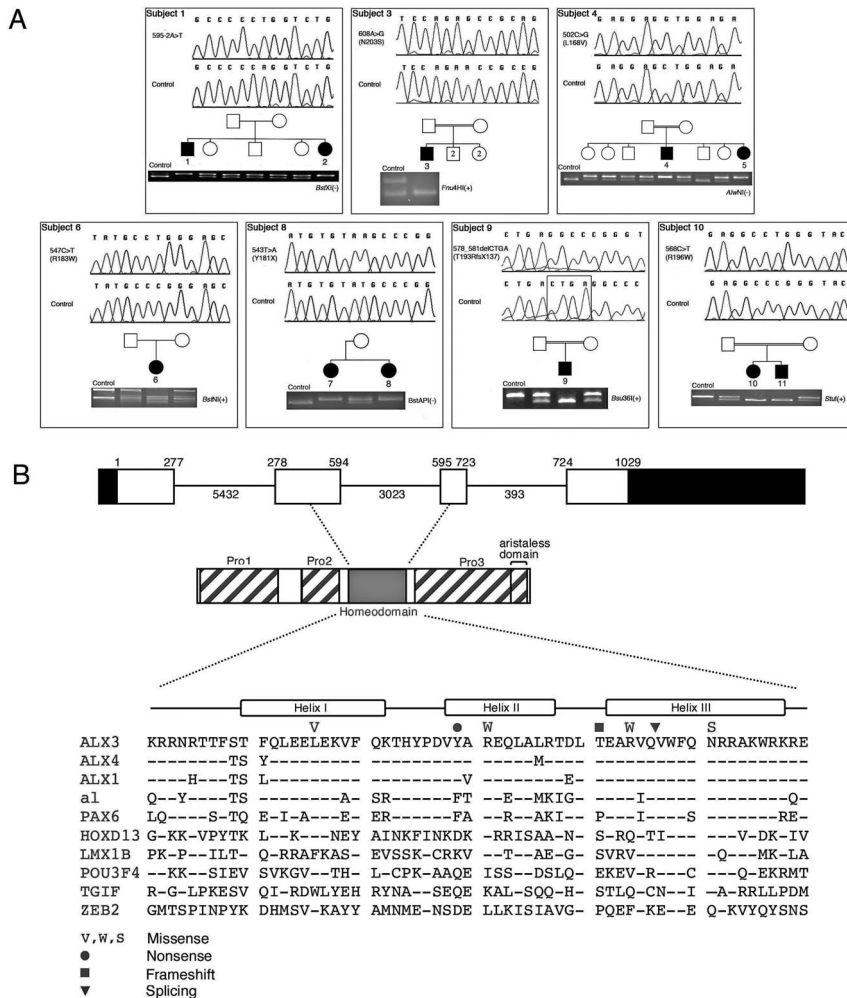 A
Subject 1
G C C C C C T G G T C T G
595-2A>T
G C C C C C A G G T C T G
Control
1
2
Control
BstXI(-)
Subject 3
T C C A G A G C C G C A G
608A>G
(N203S)
T C C A G A A C C G C A G
Control
2
2
3
Control
Fnu4HI(+)
Subject 4
G A G G A G G T G G A G A
502C>G
(L168V)
G A G G A G C T G G A G A
Control
4
5
Control
AlwNI(-)
Subject 6
T A T G C C T G G G A G C
547C>T
(R183W)
T A T G C C C G G G A G C
Control
6
Control
BstNI(+)
Subject 8
A T G T G T A A G C C C G G
543T>A
(Y181X)
A T G T G T A T G C C C G G
Control
7
8
Control
BstAPI(-)
Subject 9
C T G A G G C C C G G G T
578_581delCTGA
(T193RfsX137)
C T G A C T G A G G C C C
Control
9
Control
Bsu36I(+)
Subject 10
G A G G C C T G G G T A C
568C>T
(R196W)
G A G G C C C G G G T A C
Control
10
11
Control
StuI(+)
B
1 277 278 594 595 723 724 1029
5432 3023 393
aristaless
domain
Pro1 Pro2 Pro3
Homeodomain
Helix I Helix II Helix III
V W W S
ALX3 KRRNRTTFST FQLEELEKVF QKTHYPDVYA REQLALRTDL TEARVQVWFQ NRRAKWRKRE
ALX4 --------TS Y--------- ---------- -----M---- ---------- ----------
ALX1 ----H---TS L--------- --------V- --------E- ---------- ----------
al Q--Y----TS ------A- SR------FT --E--MKIG- ----I----- -------Q-
PAX6 LQ----S-TQ E-I-A---E- ER------FA --R---AKI- P---I----S -------RE-
HOXD13 G-KK-VPYTK L--K---NEY AINKFINKDK RRISAAN- S-RQ-TI--- ----V-DK-IV
LMX1B PK-P--ILT- Q-RRAFKAS- EVSSK-CRKV --T--AE-G- SVRV------ ---Q---MK-LA
POU3F4 -KK--SIEVS SVKGV--TH- L-CPK-AAQE ISS--DSLQ- EKEV-R---C ----Q-EKRMT
TGIF R-G-LPKESV QI-RDWLYEH RYNA--SEQE KAL-SQQ-H- STLQ-CN--I -A-RRLLPDM
ZEB2 GMTSPINPYK DHMSV-KAYY AMNME-NSDE LLKISIAVG- PQEF-KE--E Q-KVYQYSNS
V,W,S Missense
Nonsense
Frameshift
Splicing